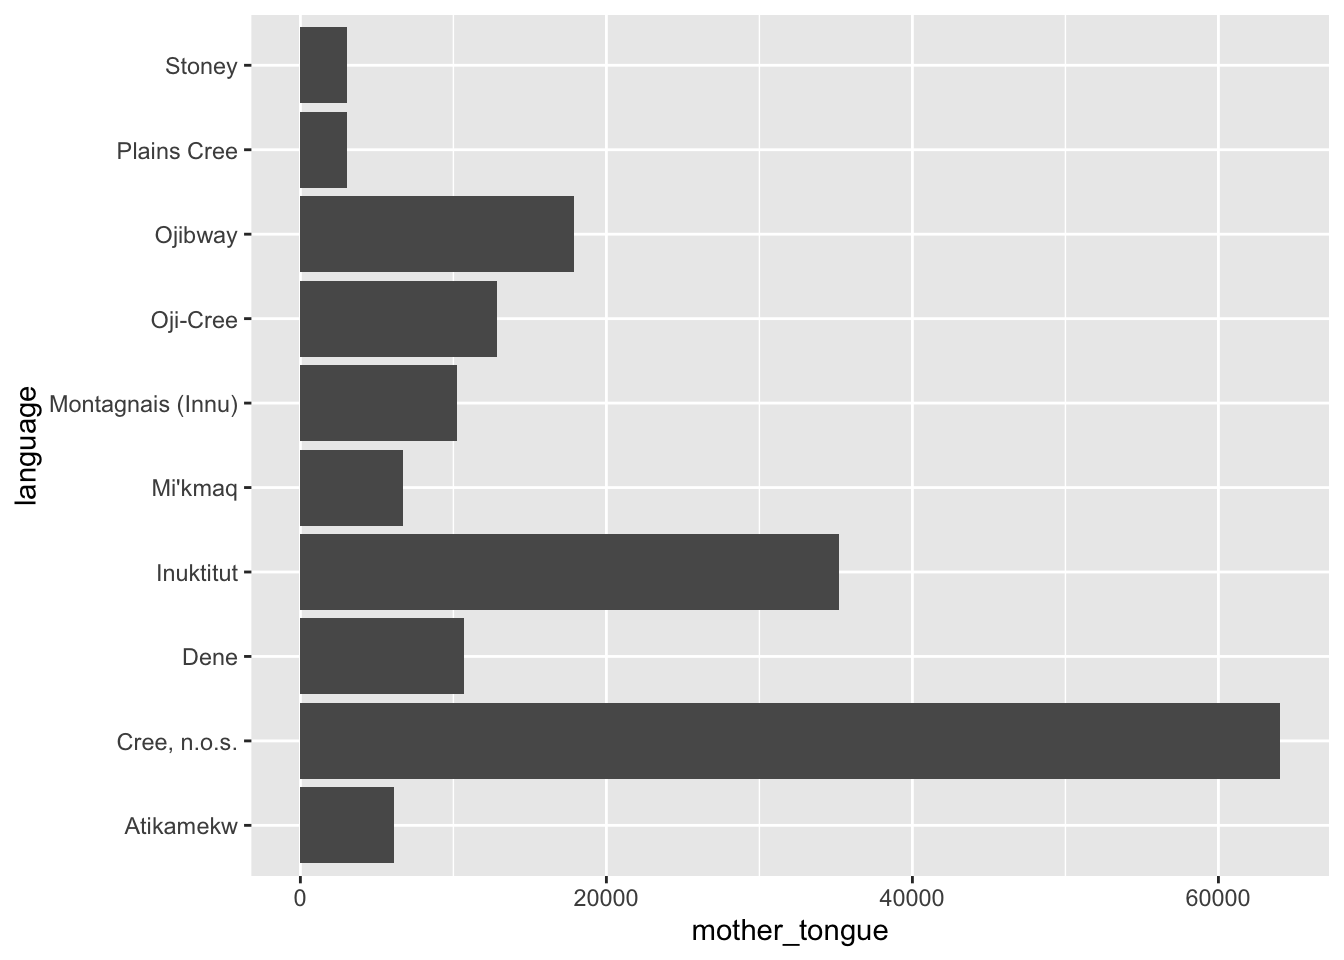 Stoney
Plains Cree
Ojibway
Oji-Cree
Montagnais (Innu)
Mi'kmaq
Inuktitut
Dene
Cree, n.o.s.
Atikamekw
language
0 20000 40000 60000
mother_tongue